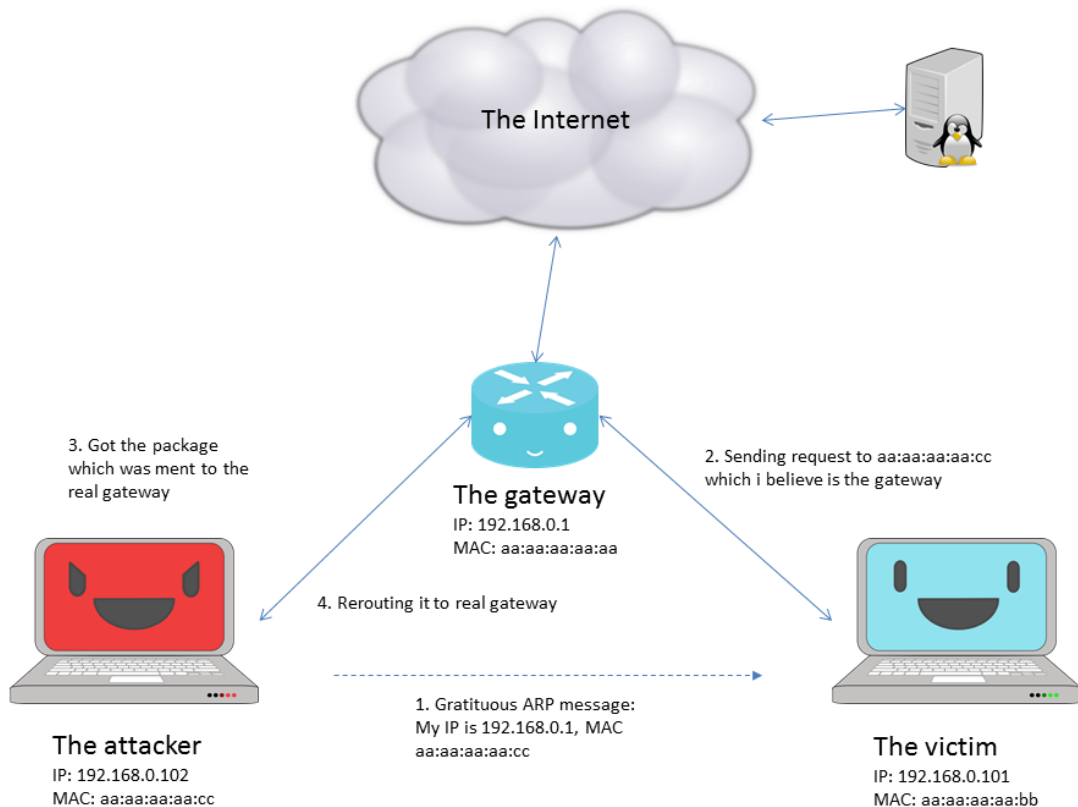 The Internet
3. Got the package
which was ment to the
real gateway
2. Sending request to aa:aa:aa:aa:cc
which i believe is the gateway
The gateway
IP: 192.168.0.1
MAC: aa:aa:aa:aa:aa
4. Rerouting it to real gateway
1. Gratituous ARP message:
My IP is 192.168.0.1, MAC
aa:aa:aa:aa:cc
The attacker
IP: 192.168.0.102
MAC: aa:aa:aa:aa:cc
The victim
IP: 192.168.0.101
MAC: aa:aa:aa:aa:bb